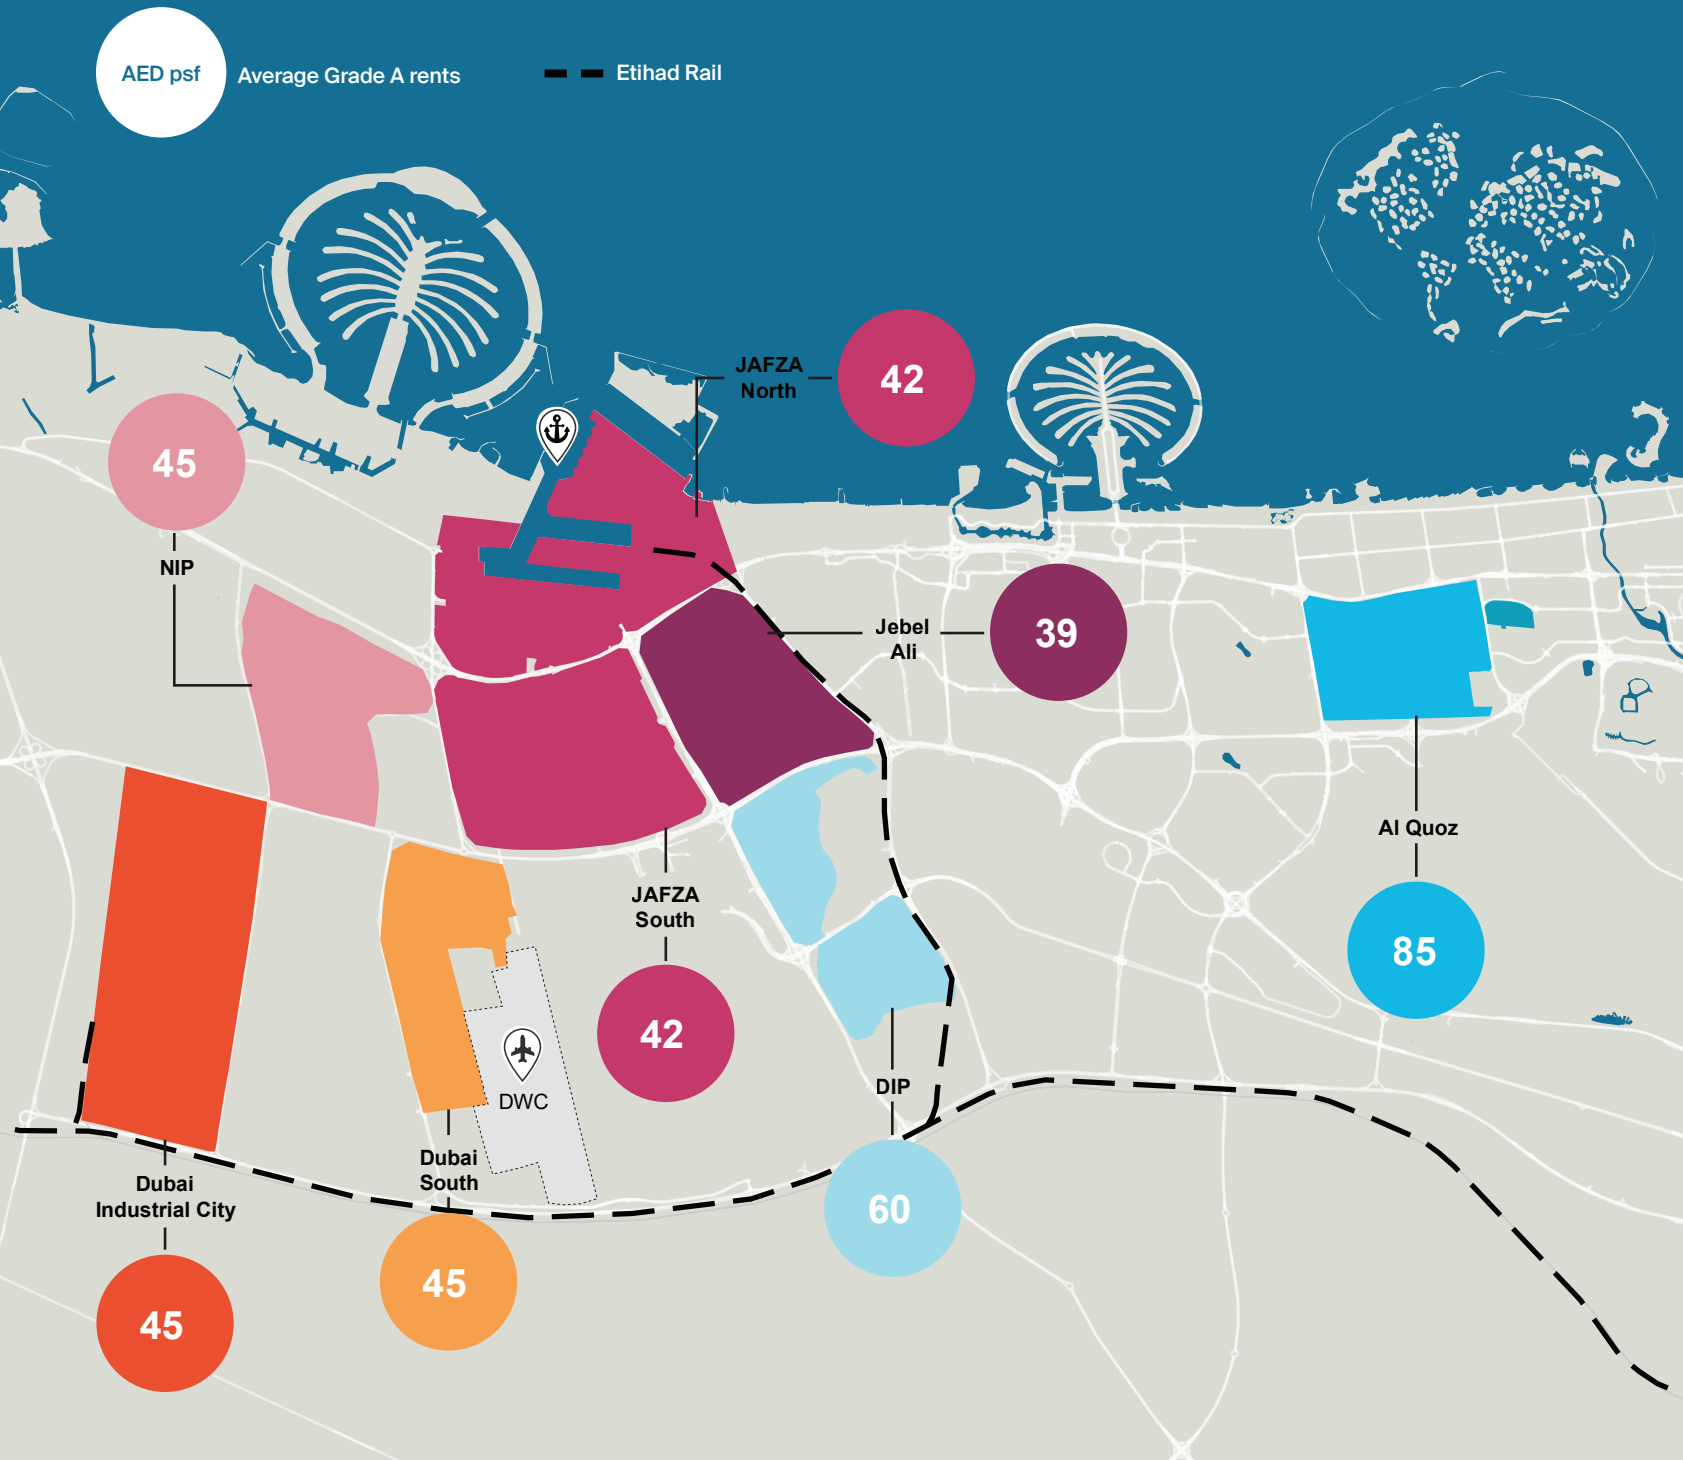 AED psf
Average Grade A rents
Etihad Rail
JAFZA
North
42
45
NIP
Jebel
Ali
39
Al Quoz
85
JAFZA
South
42
DWC
DIP
60
Dubai
South
45
Dubai
Industrial City
45